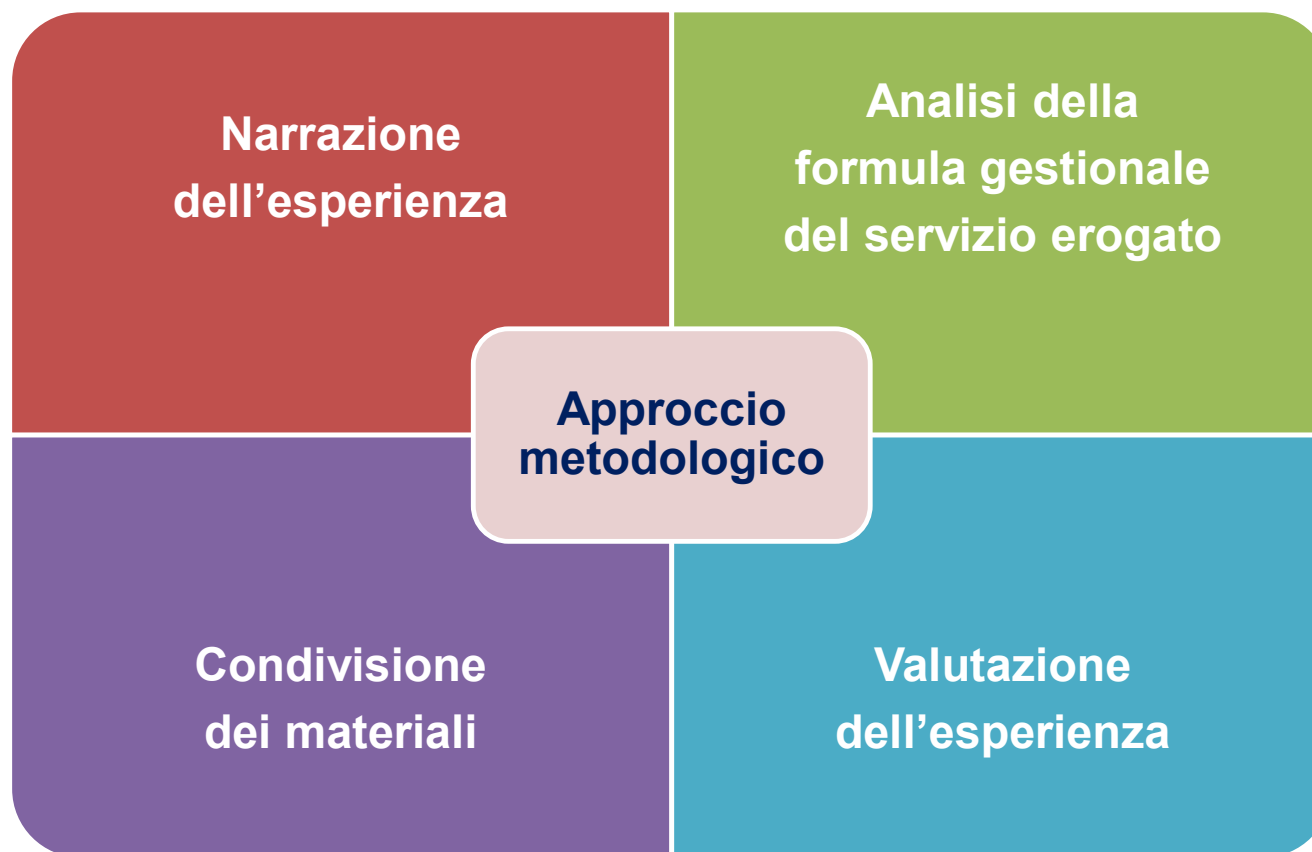 Narrazione
dell’esperienza
Analisi della
formula gestionale
del servizio erogato
Approccio
metodologico
Condivisione
dei materiali
Valutazione
dell’esperienza